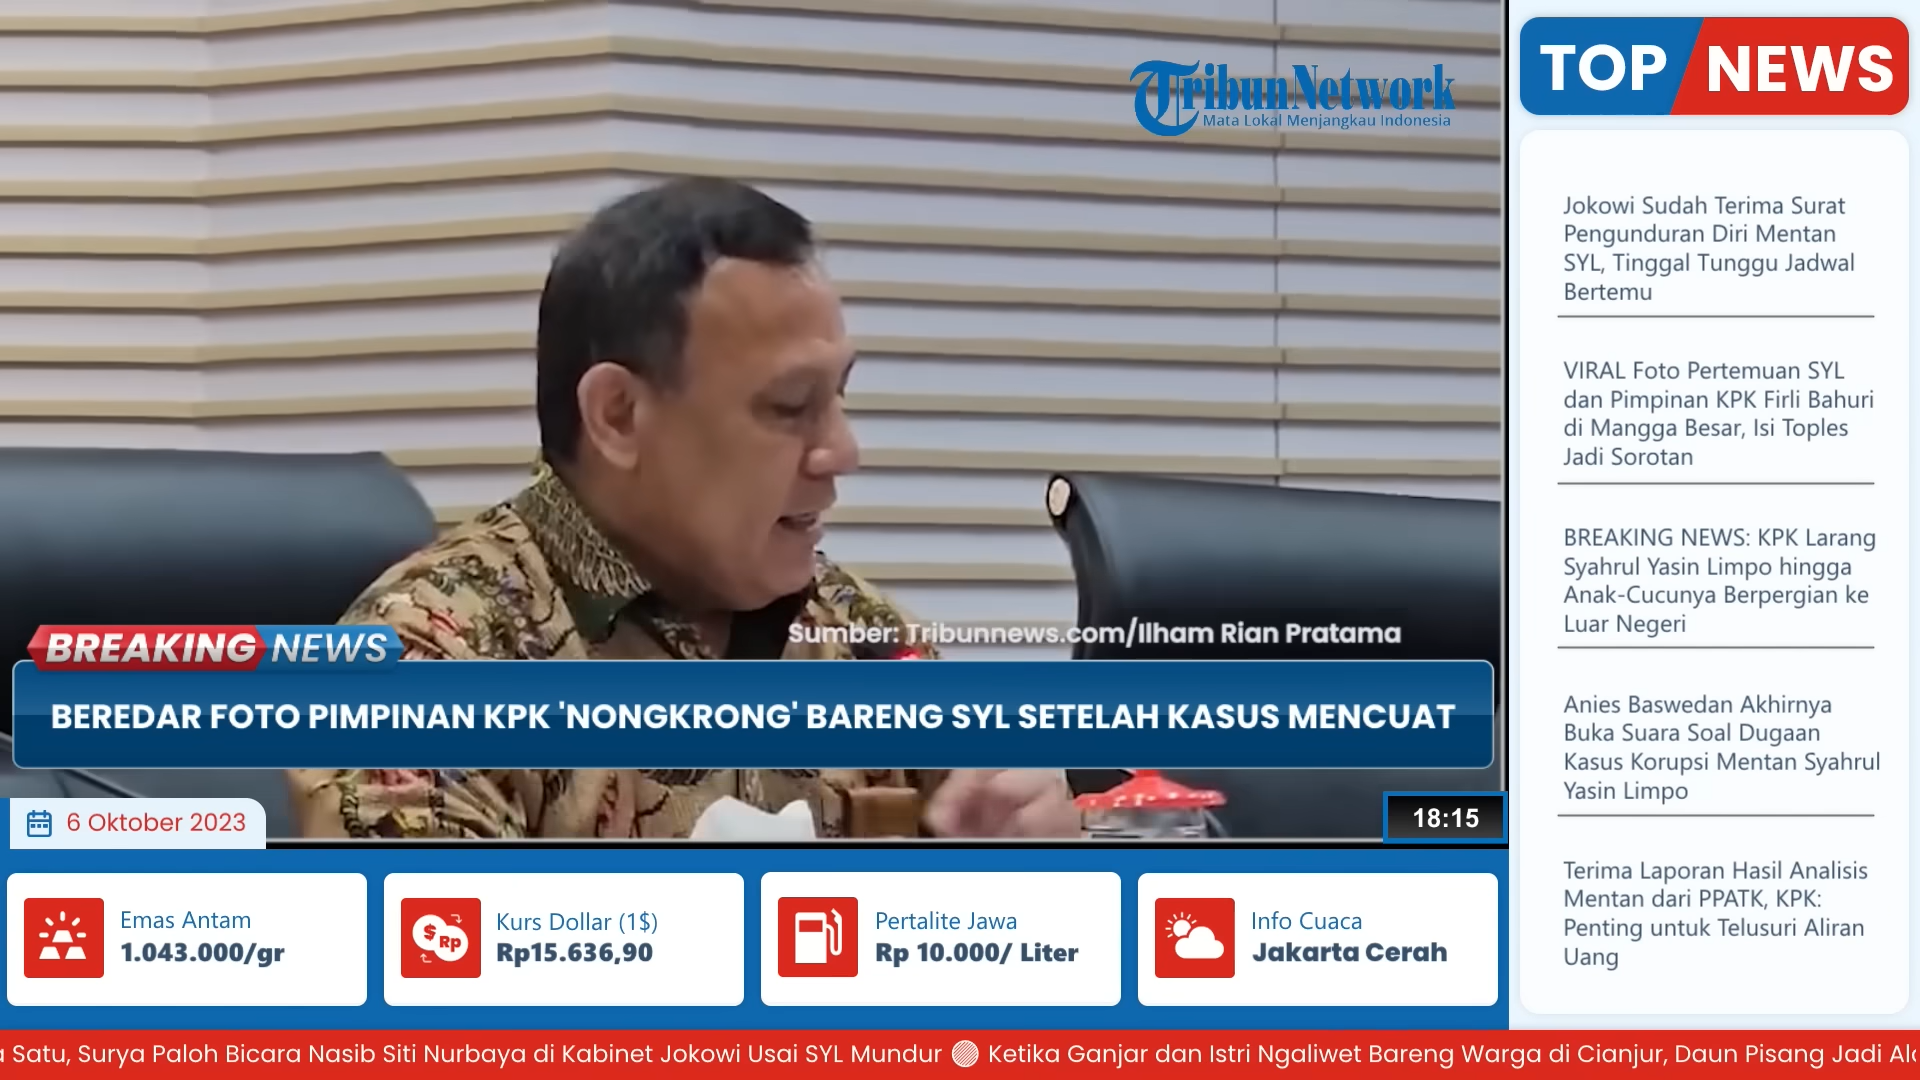 TribunNetwork
Mata Lokal Menjangkau Indonesia
Sumber: Tribunnews.com/Ilham Rian Pratama
BREAKING NEWS
BEREDAR FOTO PIMPINAN KPK 'NONGKRONG' BARENG SYL SETELAH KASUS MENCUAT
6 Oktober 2023
18:15
Emas Antam
1.043.000/gr
Kurs Dollar (1$)
Rp15.636,90
Pertalite Jawa
Rp 10.000/ Liter
Info Cuaca
Jakarta Cerah
TOP NEWS
Jokowi Sudah Terima Surat
Pengunduran Diri Mentan
SYL, Tinggal Tunggu Jadwal
Bertemu
VIRAL Foto Pertemuan SYL
dan Pimpinan KPK Firli Bahuri
di Mangga Besar, Isi Toples
Jadi Sorotan
BREAKING NEWS: KPK Larang
Syahrul Yasin Limpo hingga
Anak-Cucunya Berpergian ke
Luar Negeri
Anies Baswedan Akhirnya
Buka Suara Soal Dugaan
Kasus Korupsi Mentan Syahrul
Yasin Limpo
Terima Laporan Hasil Analisis
Mentan dari PPATK, KPK:
Penting untuk Telusuri Aliran
Uang
Satu, Surya Paloh Bicara Nasib Siti Nurbaya di Kabinet Jokowi Usai SYL Mundur Ketika Ganjar dan Istri Ngaliwet Bareng Warga di Cianjur, Daun Pisang Jadi